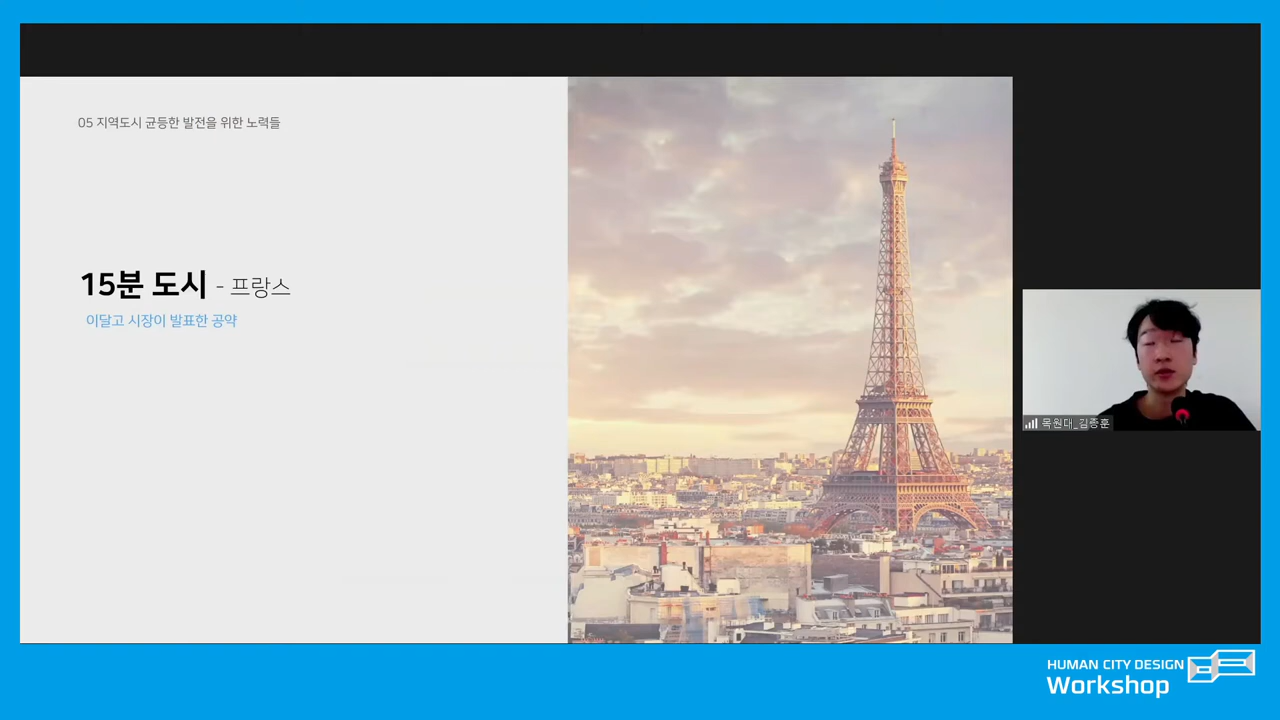 05 지역도시 균등한 발전을 위한 노력들
15분 도시 - 프랑스
이달고 시장이 발표한 공약
목원대_김종훈
HUMAN CITY DESIGN
Workshop